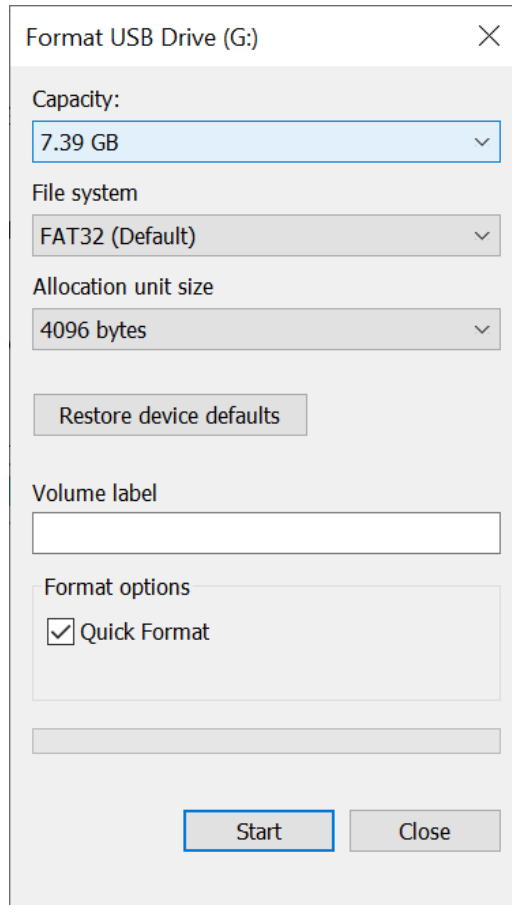 Format USB Drive (G:)
Capacity:
7.39 GB
File system
FAT32 (Default)
Allocation unit size
4096 bytes
Restore device defaults
Volume label
Format options
Quick Format
Start Close